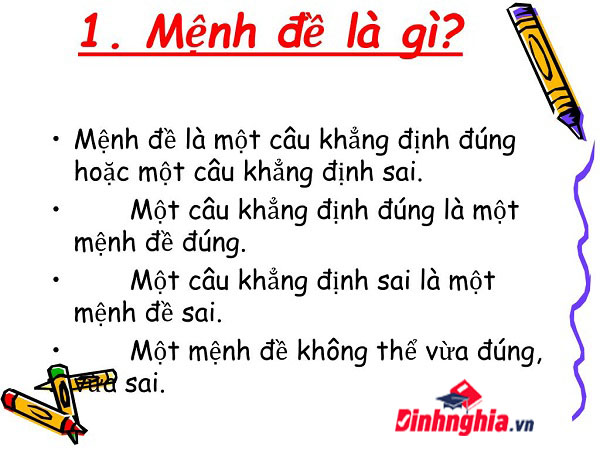 1. Mệnh đề là gì?
• Mệnh đề là một câu khẳng định đúng
hoặc một câu khẳng định sai.
• Một câu khẳng định đúng là một
mệnh đề đúng.
• Một câu khẳng định sai là một
mệnh đề sai.
• Một mệnh đề không thể vừa đúng,
vừa sai.
Dinhnghia.vn